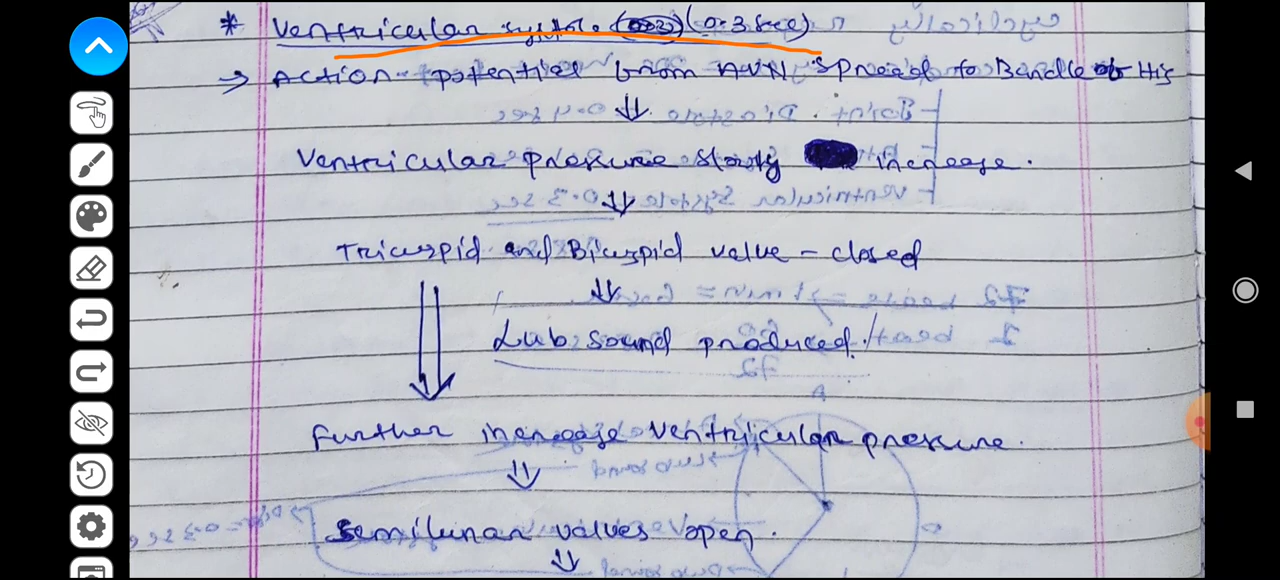 * Ventricular systole (0.3 sec)
⇒ Action potential from AVN spread to Bundle of His
⇓
Ventricular pressure slowly increase.
⇓
Tricuspid and Bicuspid valve - closed
⇓
Lub sound produced.
Further increase ventricular pressure.
⇓
Semilunar valves open.
⇓